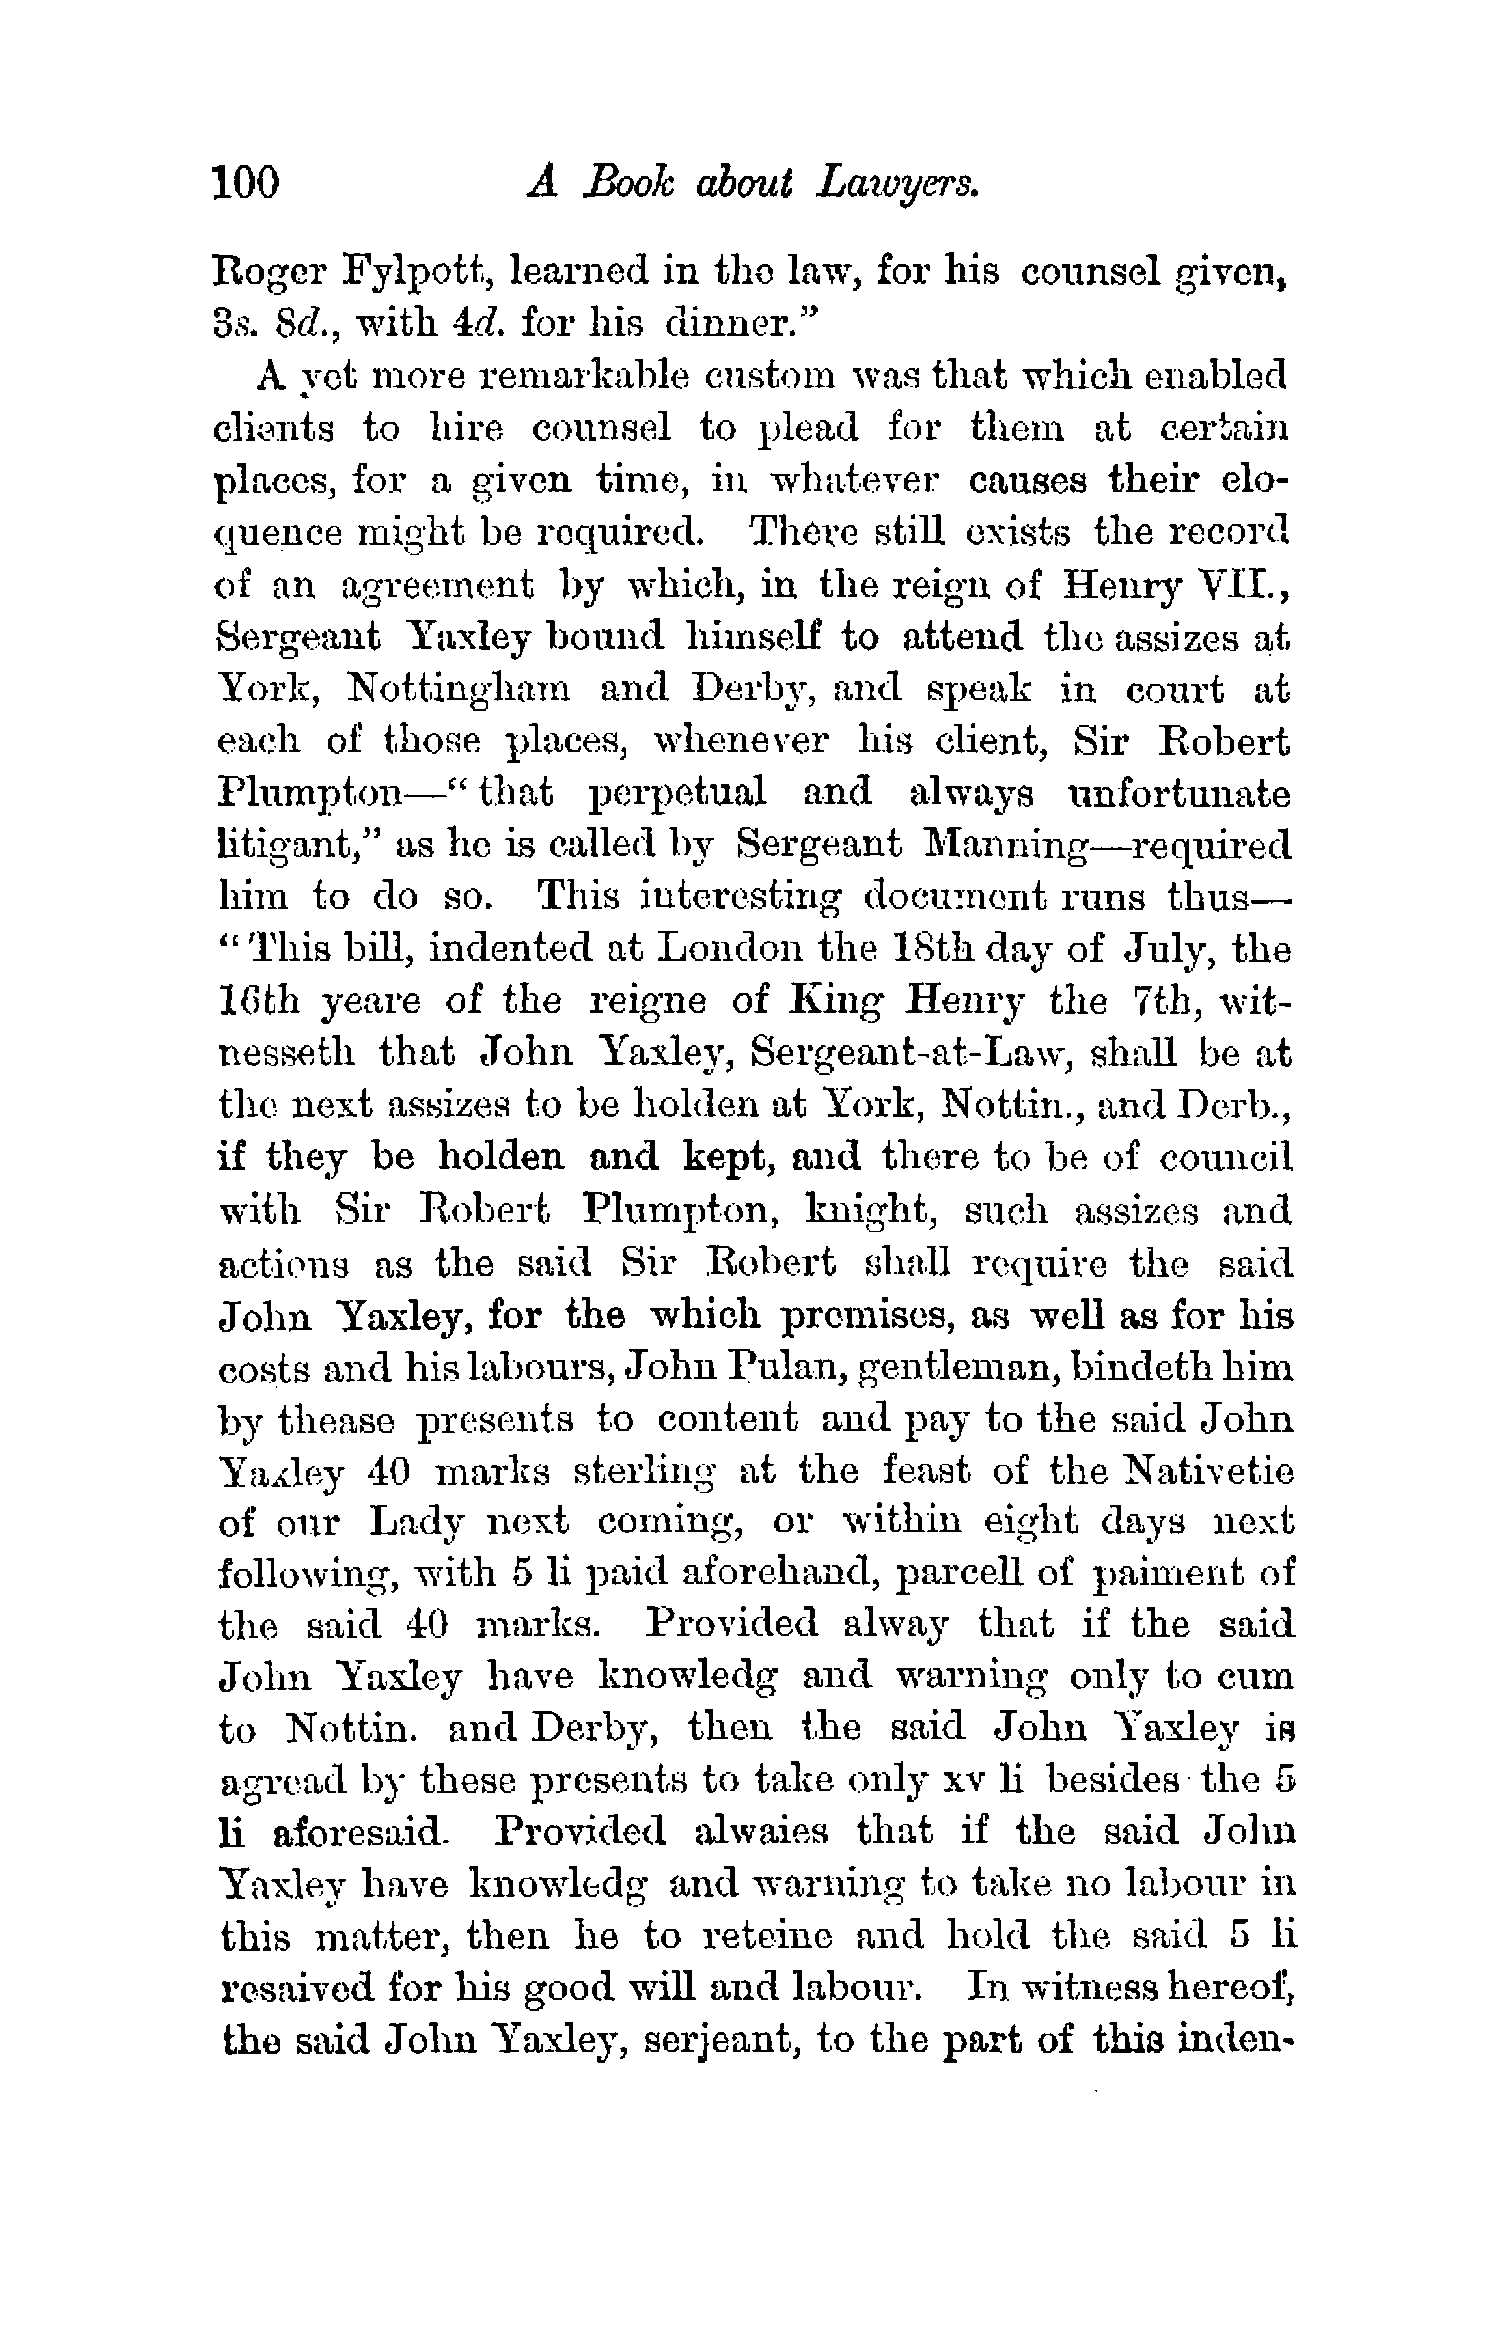 100 A Book about Lawyers.
Roger Fylpott, learned in the law, for his counsel given,
3s. 8d., with 4d. for his dinner."
A yet more remarkable custom was that which enabled
clients to hire counsel to plead for them at certain
places, for a given time, in whatever causes their elo-
quence might be required. There still exists the record
of an agreement by which, in the reign of Henry VII.,
Sergeant Yaxley bound himself to attend the assizes at
York, Nottingham and Derby, and speak in court at
each of those places, whenever his client, Sir Robert
Plumpton—"that perpetual and always unfortunate
litigant," as he is called by Sergeant Manning—required
him to do so. This interesting document runs thus—
"This bill, indented at London the 18th day of July, the
16th yeare of the reigne of King Henry the 7th, wit-
nesseth that John Yaxley, Sergeant-at-Law, shall be at
the next assizes to be holden at York, Nottin., and Derb.,
if they be holden and kept, and there to be of council
with Sir Robert Plumpton, knight, such assizes and
actions as the said Sir Robert shall require the said
John Yaxley, for the which premises, as well as for his
costs and his labours, John Pulan, gentleman, bindeth him
by thease presents to content and pay to the said John
Yaxley 40 marks sterling at the feast of the Nativetie
of our Lady next coming, or within eight days next
following, with 5 li paid aforehand, parcell of paiment of
the said 40 marks. Provided alway that if the said
John Yaxley have knowledg and warning only to cum
to Nottin. and Derby, then the said John Yaxley is
agread by these presents to take only xv li besides the 5
li aforesaid. Provided alwaies that if the said John
Yaxley have knowledg and warning to take no labour in
this matter, then he to reteine and hold the said 5 li
resaived for his good will and labour. In witness hereof,
the said John Yaxley, serjeant, to the part of this inden-